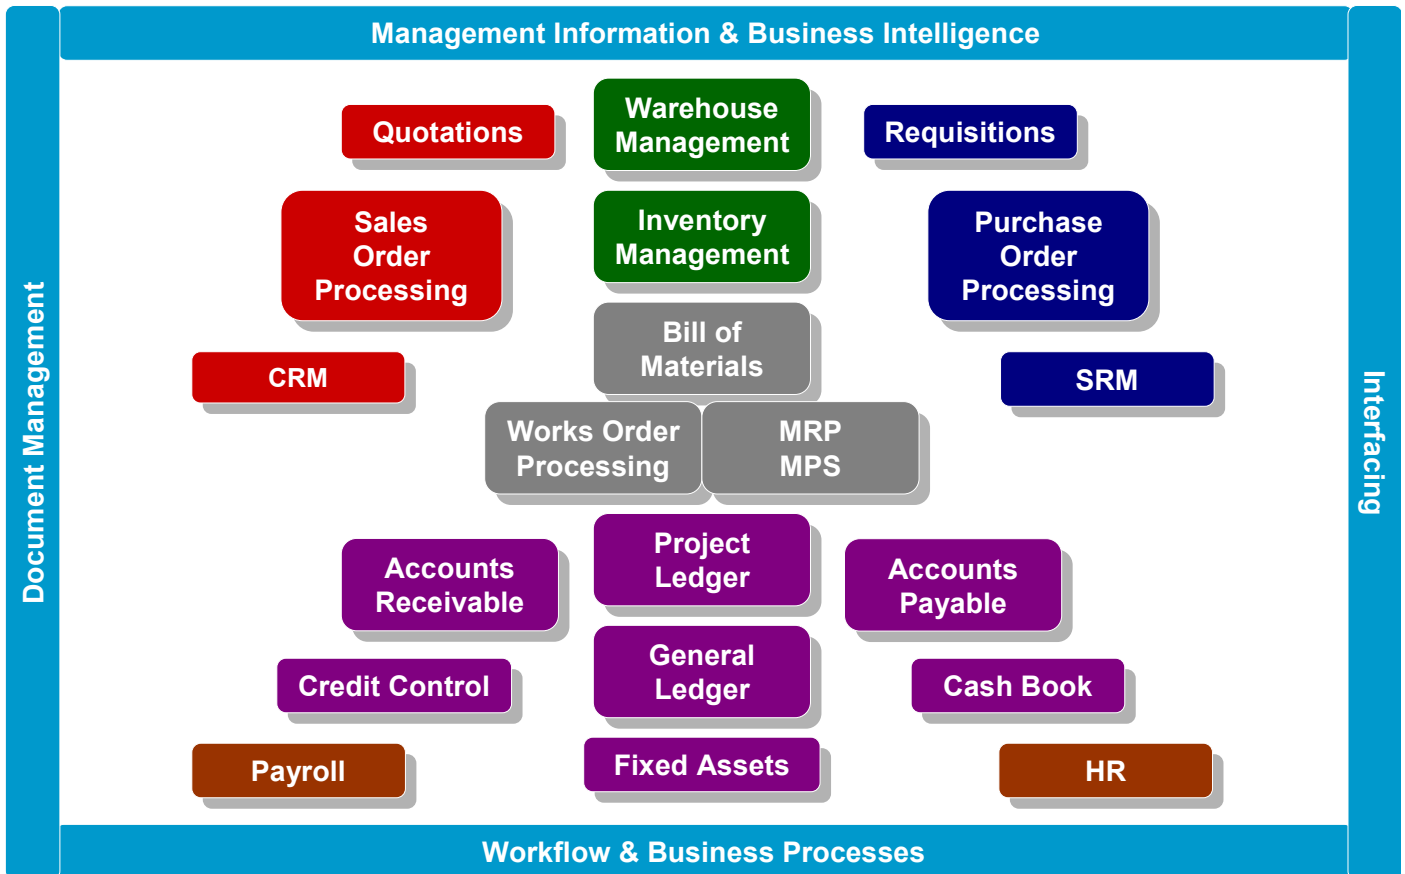 Management Information & Business Intelligence
Document Management
Interfacing
Quotations
Warehouse
Management
Requisitions
Sales
Order
Processing
Inventory
Management
Purchase
Order
Processing
Bill of
Materials
CRM
SRM
Works Order
Processing
MRP
MPS
Accounts
Receivable
Project
Ledger
Accounts
Payable
Credit Control
General
Ledger
Cash Book
Payroll
Fixed Assets
HR
Workflow & Business Processes